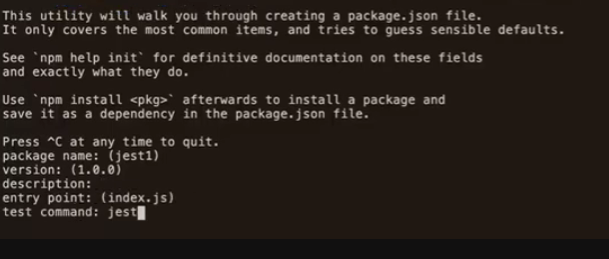 This utility will walk you through creating a package.json file.
It only covers the most common items, and tries to guess sensible defaults.
See `npm help init` for definitive documentation on these fields
and exactly what they do.
Use `npm install <pkg>` afterwards to install a package and
save it as a dependency in the package.json file.
Press ^C at any time to quit.
package name: (jest1)
version: (1.0.0)
description:
entry point: (index.js)
test command: jest